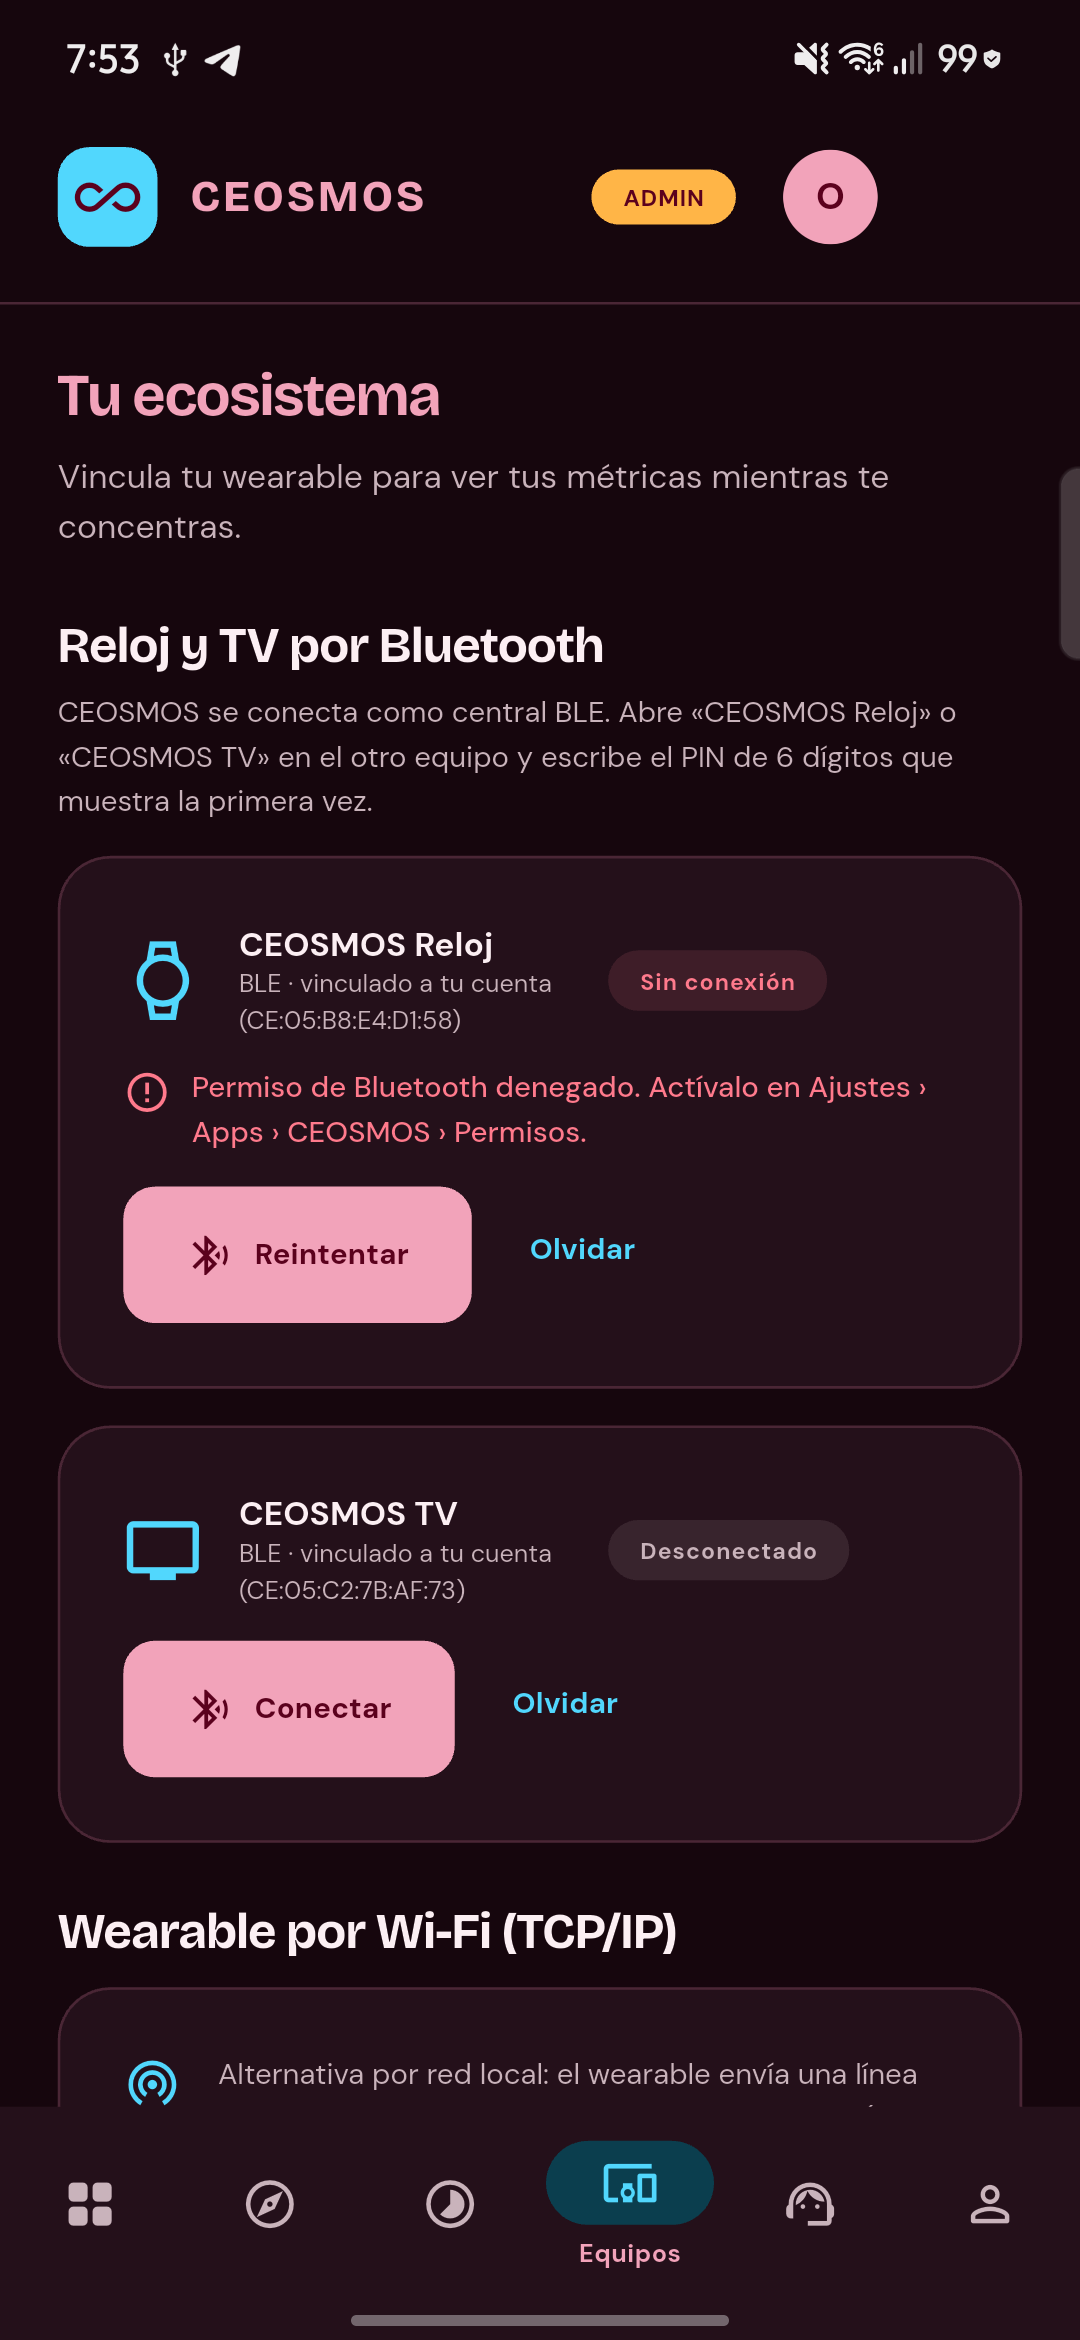 7:53
6
99
CEOSMOS
ADMIN
O
Tu ecosistema
Vincula tu wearable para ver tus métricas mientras te
concentras.
Reloj y TV por Bluetooth
CEOSMOS se conecta como central BLE. Abre «CEOSMOS Reloj» o
«CEOSMOS TV» en el otro equipo y escribe el PIN de 6 dígitos que
muestra la primera vez.
CEOSMOS Reloj
BLE · vinculado a tu cuenta
(CE:05:B8:E4:D1:58)
Sin conexión
Permiso de Bluetooth denegado. Actívalo en Ajustes ›
Apps › CEOSMOS › Permisos.
Reintentar
Olvidar
CEOSMOS TV
BLE · vinculado a tu cuenta
(CE:05:C2:7B:AF:73)
Desconectado
Conectar
Olvidar
Wearable por Wi-Fi (TCP/IP)
Alternativa por red local: el wearable envía una línea
Equipos